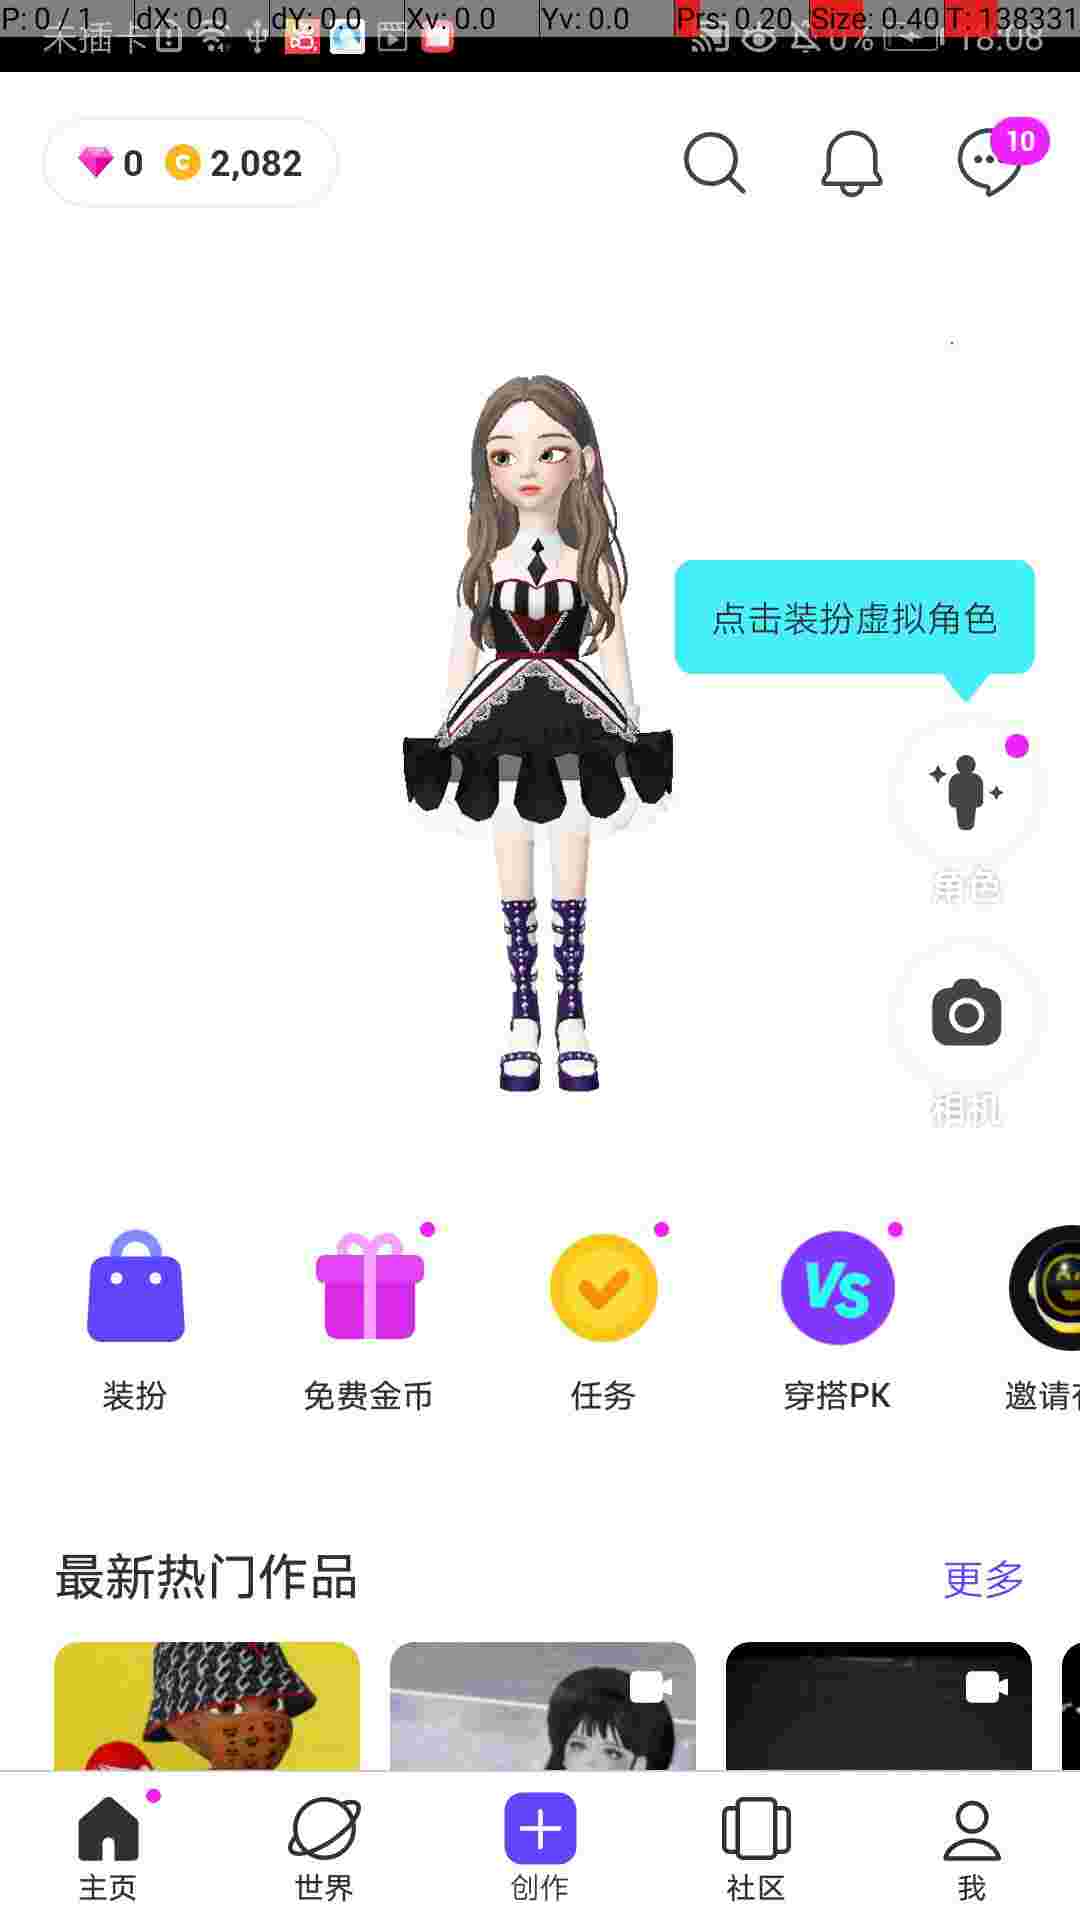 P: 0 / 1 dX: 0.0 dY: 0.0 Xv: 0.0 Yv: 0.0 Prs: 0.20 Size: 0.40 T: 138331
未插卡 0% 18:08
0 2,082
10
点击装扮虚拟角色
角色
相机
VS
装扮 免费金币 任务 穿搭PK 邀请
最新热门作品 更多
主页 世界 创作 社区 我